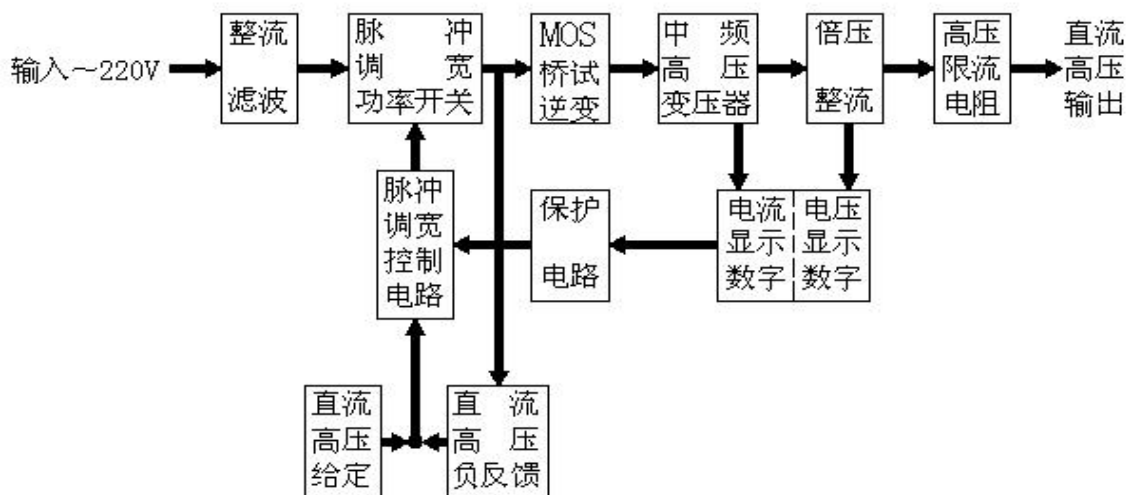 输入～220V
整流
滤波
脉冲
调宽
功率开关
MOS
桥试
逆变
中频
高压
变压器
倍压
整流
高压
限流
电阻
直流
高压
输出
脉冲
调宽
控制
电路
保护
电路
电流
显示
数字
电压
显示
数字
直流
高压
给定
直流
高压
负反馈